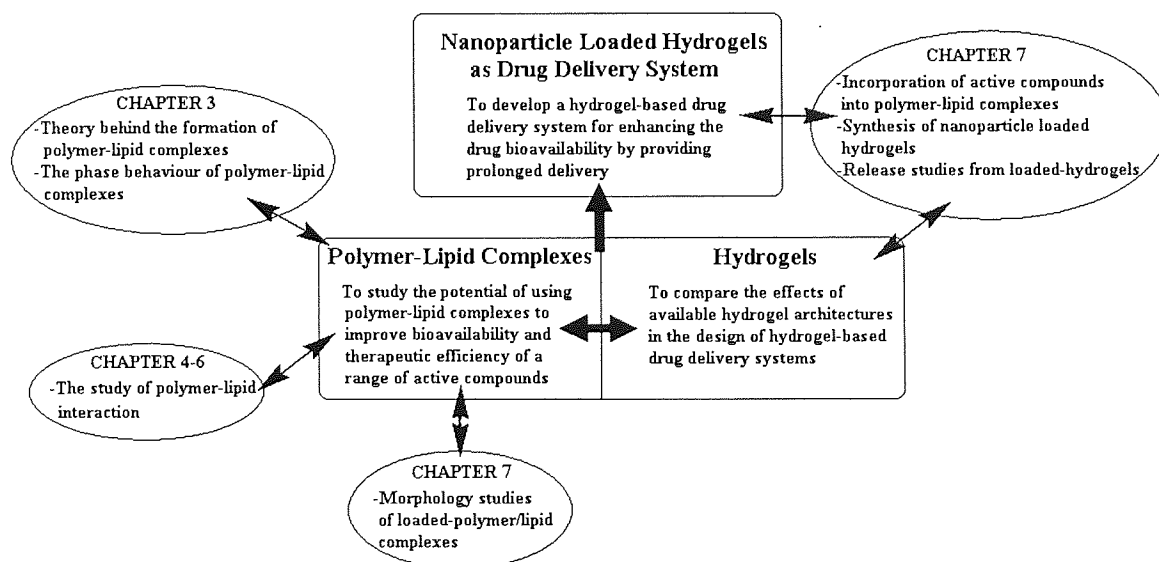 Nanoparticle Loaded Hydrogels
as Drug Delivery System
To develop a hydrogel-based drug
delivery system for enhancing the
drug bioavailability by providing
prolonged delivery
CHAPTER 7
-Incorporation of active compounds
into polymer-lipid complexes
-Synthesis of nanoparticle loaded
hydrogels
-Release studies from loaded-hydrogels
CHAPTER 3
-Theory behind the formation of
polymer-lipid complexes
-The phase behaviour of polymer-lipid
complexes
Polymer-Lipid Complexes
To study the potential of using
polymer-lipid complexes to
improve bioavailability and
therapeutic efficiency of a
range of active compounds
Hydrogels
To compare the effects of
available hydrogel architectures
in the design of hydrogel-based
drug delivery systems
CHAPTER 4-6
-The study of polymer-lipid
interaction
CHAPTER 7
-Morphology studies
of loaded-polymer/lipid
complexes